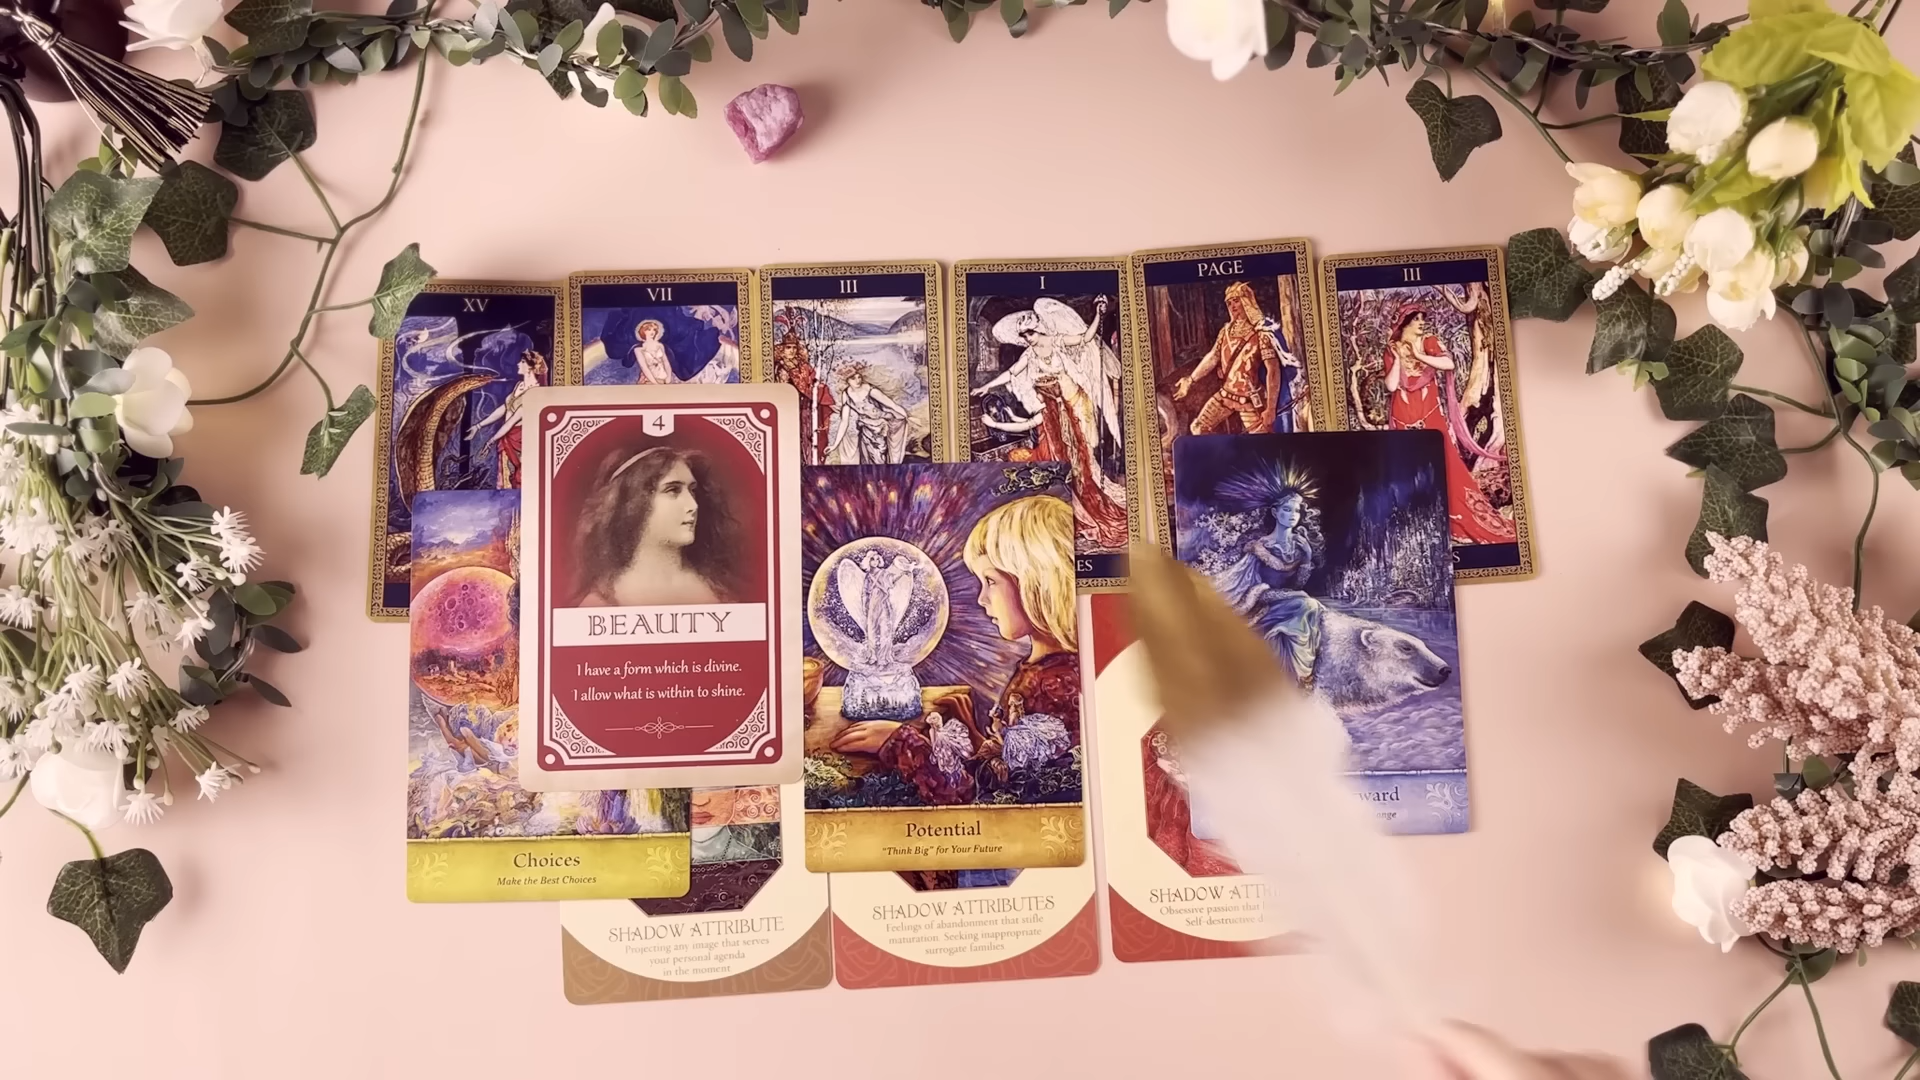 XV
VII
III
I
PAGE
III
4
BEAUTY
I have a form which is divine.
I allow what is within to shine.
Choices
Make the Best Choices
Potential
"Think Big" for Your Future
SHADOW ATTRIBUTE
Projecting any image that serves
your personal agenda
in the moment
SHADOW ATTRIBUTES
Feelings of abandonment that stifle
maturation. Seeking inappropriate
surrogate families
SHADOW
Obsessive passion that
Self-destructive